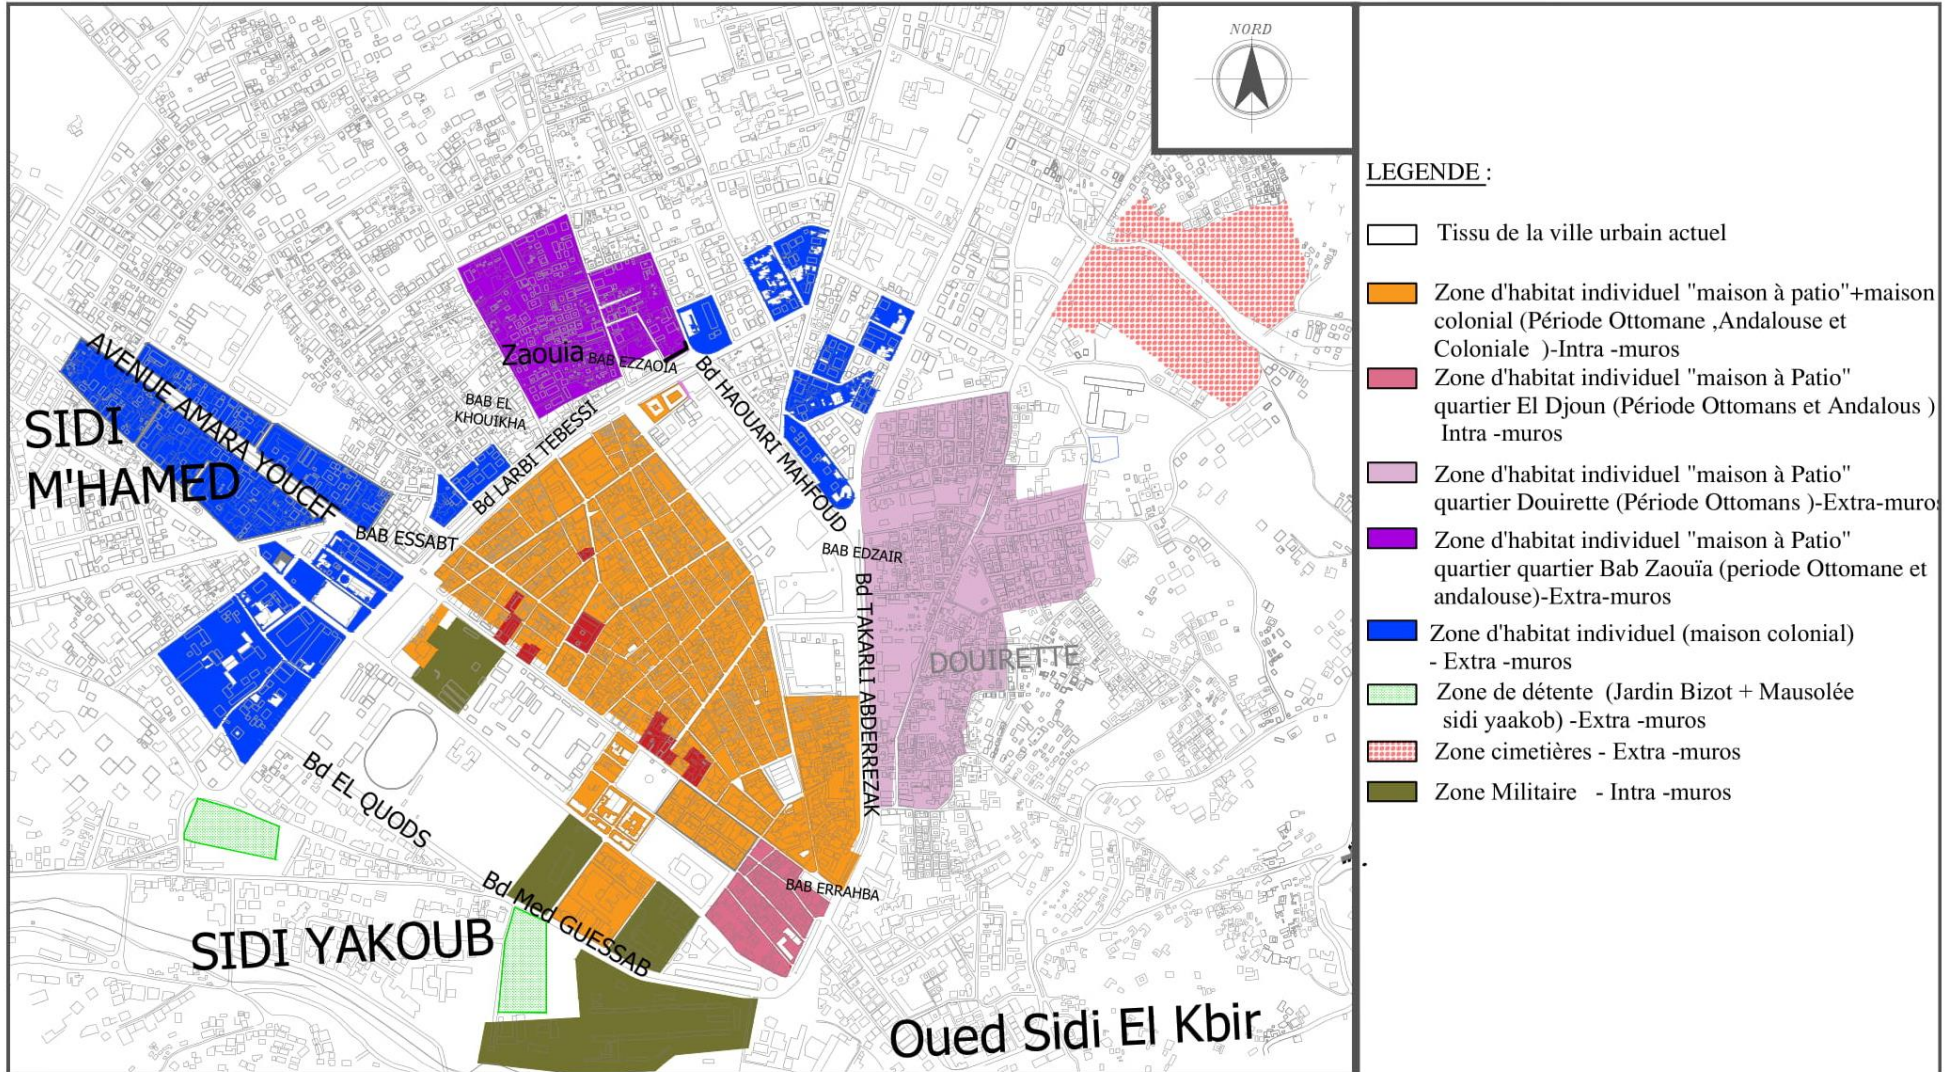 NORD
AVENUE AMARA YOUCEF
SIDI
M'HAMED
Zaouia
BAB EZZAOIA
BAB EL
KHOUIKHA
Bd LARBI TEBESSI
Bd HAOUARI MAHFOUD
BAB ESSABT
BAB EDZAIR
Bd TAKARLI ABDERREZAK
DOUIRETTE
Bd EL QUODS
Bd Med GUESSAB
BAB ERRAHBA
SIDI YAKOUB
Oued Sidi El Kbir
LEGENDE :
Tissu de la ville urbain actuel
Zone d'habitat individuel "maison à patio"+maison
colonial (Période Ottomane ,Andalouse et
Coloniale )-Intra -muros
Zone d'habitat individuel "maison à Patio"
quartier El Djoun (Période Ottomans et Andalous )
Intra -muros
Zone d'habitat individuel "maison à Patio"
quartier Douirette (Période Ottomans )-Extra-muros
Zone d'habitat individuel "maison à Patio"
quartier quartier Bab Zaouïa (periode Ottomane et
andalouse)-Extra-muros
Zone d'habitat individuel (maison colonial)
- Extra -muros
Zone de détente (Jardin Bizot + Mausolée
sidi yaakob) -Extra -muros
Zone cimetières - Extra -muros
Zone Militaire - Intra -muros